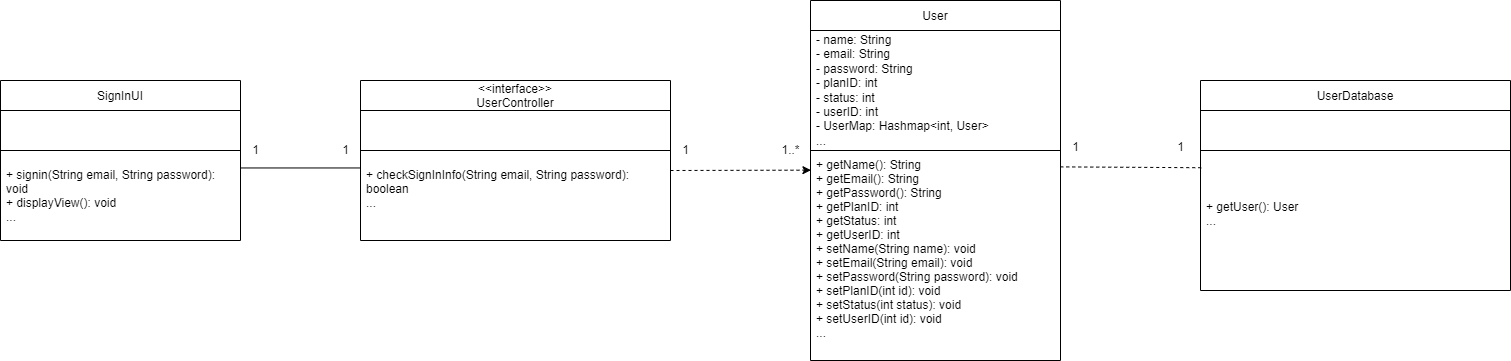 SignInUI
+ signin(String email, String password):
void
+ displayView(): void
...
1
1
<<interface>>
UserController
+ checkSignInInfo(String email, String password):
boolean
...
1
1..*
User
- name: String
- email: String
- password: String
- planID: int
- status: int
- userID: int
- UserMap: Hashmap<int, User>
...
+ getName(): String
+ getEmail(): String
+ getPassword(): String
+ getPlanID: int
+ getStatus: int
+ getUserID: int
+ setName(String name): void
+ setEmail(String email): void
+ setPassword(String password): void
+ setPlanID(int id): void
+ setStatus(int status): void
+ setUserID(int id): void
...
1
1
UserDatabase
+ getUser(): User
...